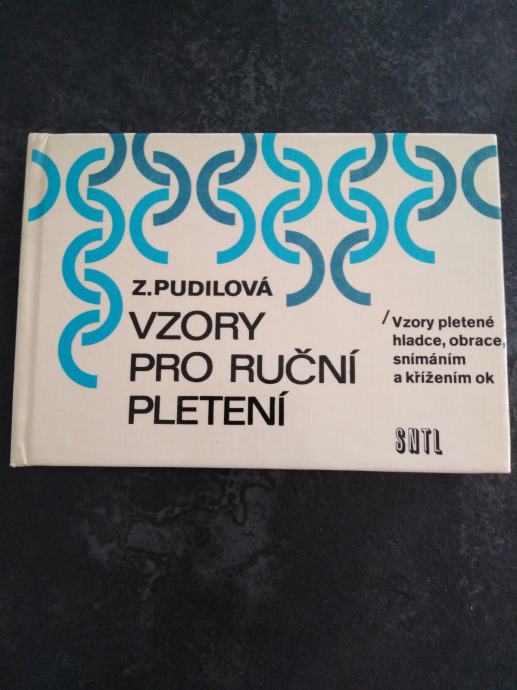 Z.PUDILOVÁ
VZORY
PRO RUČNÍ
PLETENÍ
/Vzory pletené
hladce, obrace,
snímáním
a křížením ok
SNTL